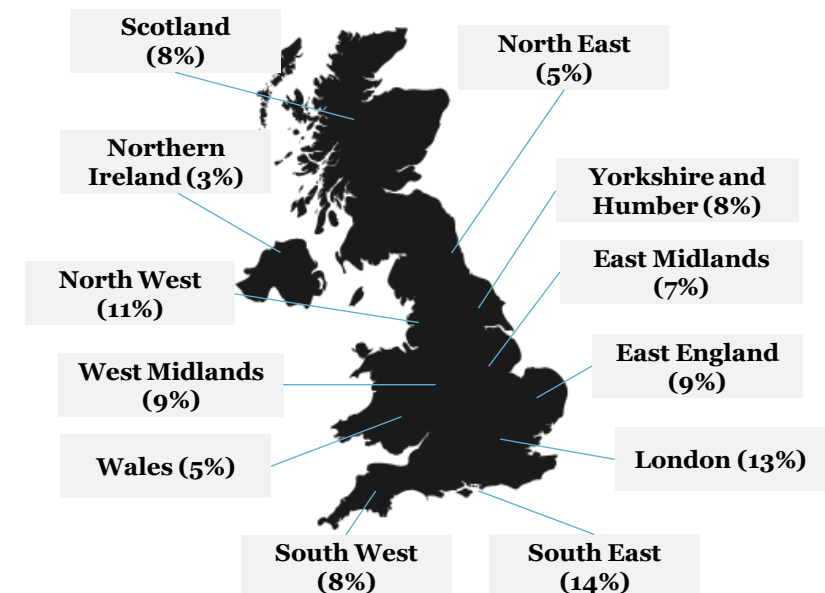 Scotland
(8%)
North East
(5%)
Northern
Ireland (3%)
Yorkshire and
Humber (8%)
North West
(11%)
East Midlands
(7%)
West Midlands
(9%)
East England
(9%)
Wales (5%)
London (13%)
South West
(8%)
South East
(14%)